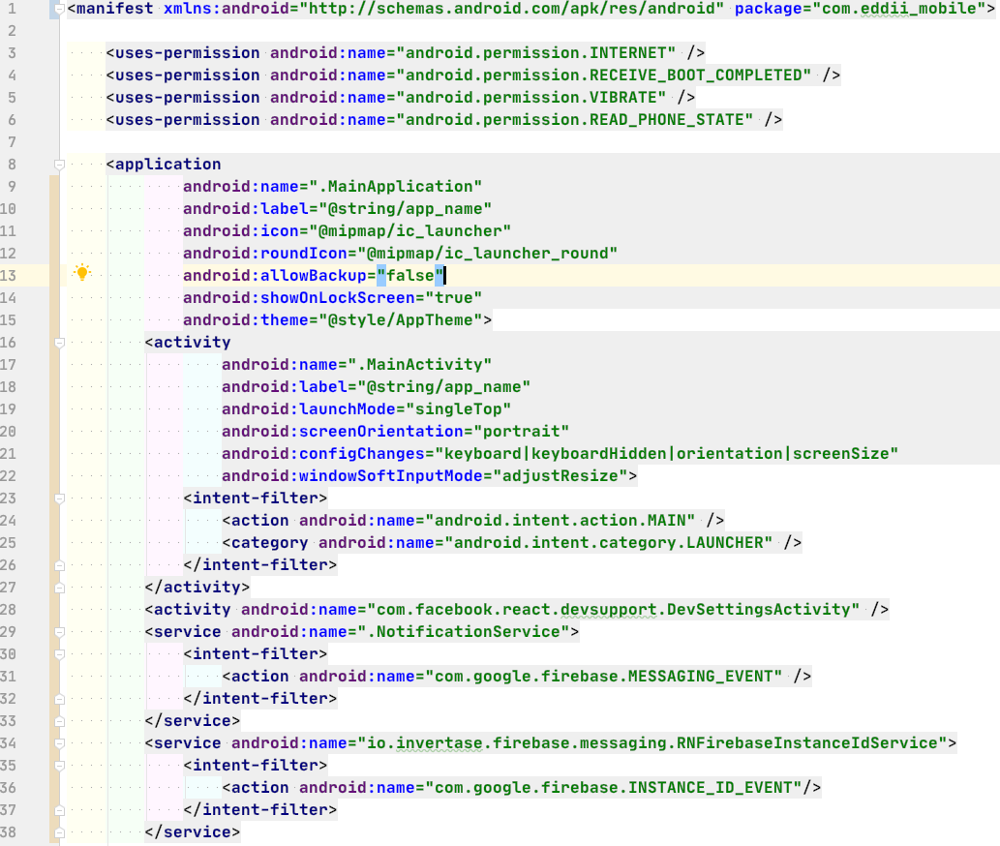 1 <manifest xmlns:android="http://schemas.android.com/apk/res/android" package="com.eddii_mobile">
2
3 <uses-permission android:name="android.permission.INTERNET" />
4 <uses-permission android:name="android.permission.RECEIVE_BOOT_COMPLETED" />
5 <uses-permission android:name="android.permission.VIBRATE" />
6 <uses-permission android:name="android.permission.READ_PHONE_STATE" />
7
8 <application
9 android:name=".MainApplication"
10 android:label="@string/app_name"
11 android:icon="@mipmap/ic_launcher"
12 android:roundIcon="@mipmap/ic_launcher_round"
13 android:allowBackup="false"
14 android:showOnLockScreen="true"
15 android:theme="@style/AppTheme">
16 <activity
17 android:name=".MainActivity"
18 android:label="@string/app_name"
19 android:launchMode="singleTop"
20 android:screenOrientation="portrait"
21 android:configChanges="keyboard|keyboardHidden|orientation|screenSize"
22 android:windowSoftInputMode="adjustResize">
23 <intent-filter>
24 <action android:name="android.intent.action.MAIN" />
25 <category android:name="android.intent.category.LAUNCHER" />
26 </intent-filter>
27 </activity>
28 <activity android:name="com.facebook.react.devsupport.DevSettingsActivity" />
29 <service android:name=".NotificationService">
30 <intent-filter>
31 <action android:name="com.google.firebase.MESSAGING_EVENT" />
32 </intent-filter>
33 </service>
34 <service android:name="io.invertase.firebase.messaging.RNFirebaseInstanceIdService">
35 <intent-filter>
36 <action android:name="com.google.firebase.INSTANCE_ID_EVENT"/>
37 </intent-filter>
38 </service>